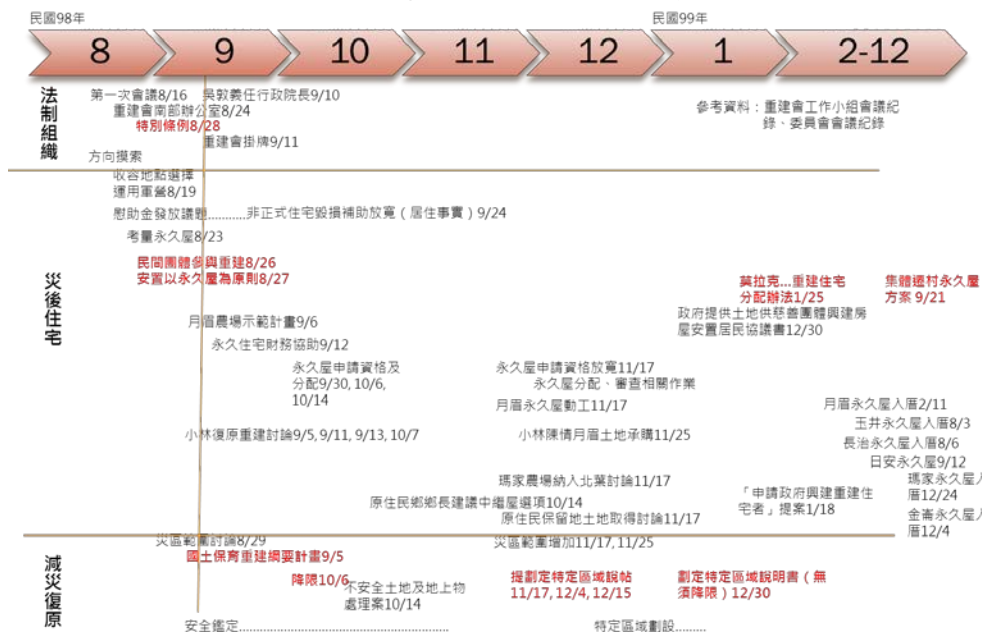 民國98年
民國99年
8
9
10
11
12
1
2-12
法制組織
第一次會議8/16
吳敦義任行政院長9/10
重建會南部辦公室8/24
特別條例8/28
重建會掛牌9/11
方向摸索
參考資料：重建會工作小組會議紀
錄、委員會會議紀錄
災後住宅
收容地點選擇
運用軍營8/19
慰助金發放議題............非正式住宅毀損補助放寬（居住事實）9/24
考量永久屋8/23
民間團體參與重建8/26
安置以永久屋為原則8/27
莫拉克...重建住宅
分配辦法1/25
集體遷村永久屋
方案 9/21
政府提供土地供慈善團體興建房
屋安置居民協議書12/30
月眉農場示範計畫9/6
永久住宅財務協助9/12
永久屋申請資格及
分配9/30, 10/6,
10/14
永久屋申請資格放寬11/17
永久屋分配、審查相關作業
月眉永久屋動工11/17
月眉永久屋入厝2/11
玉井永久屋入厝8/3
小林復原重建討論9/5, 9/11, 9/13, 10/7
小林陳情月眉土地承購11/25
長治永久屋入厝8/6
日安永久屋9/12
瑪家農場納入北葉討論11/17
瑪家永久屋入
厝12/24
「申請政府興建重建住
宅者」提案1/18
原住民鄉鄉長建議中繼屋選項10/14
原住民保留地土地取得討論11/17
金崙永久屋入
厝12/4
減災復原
災區範圍討論8/29
災區範圍增加11/17, 11/25
國土保育重建綱要計畫9/5
降限10/6
不安全土地及地上物
處理案10/14
提劃定特定區域說帖
11/17, 12/4, 12/15
劃定特定區域說明書（無
須降限）12/30
安全鑑定.......................................................
特定區域劃設........